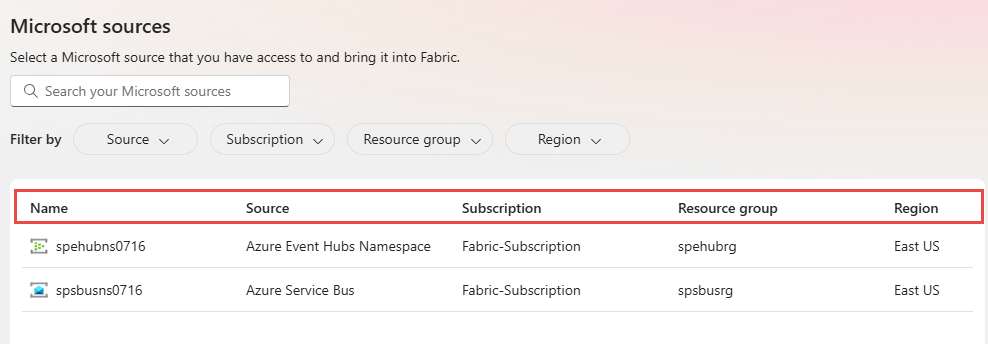 Microsoft sources
Select a Microsoft source that you have access to and bring it into Fabric.
Search your Microsoft sources
Filter by Source Subscription Resource group Region
Name Source Subscription Resource group Region
spehubns0716 Azure Event Hubs Namespace Fabric-Subscription spehubrg East US
spsbusns0716 Azure Service Bus Fabric-Subscription spsbusrg East US